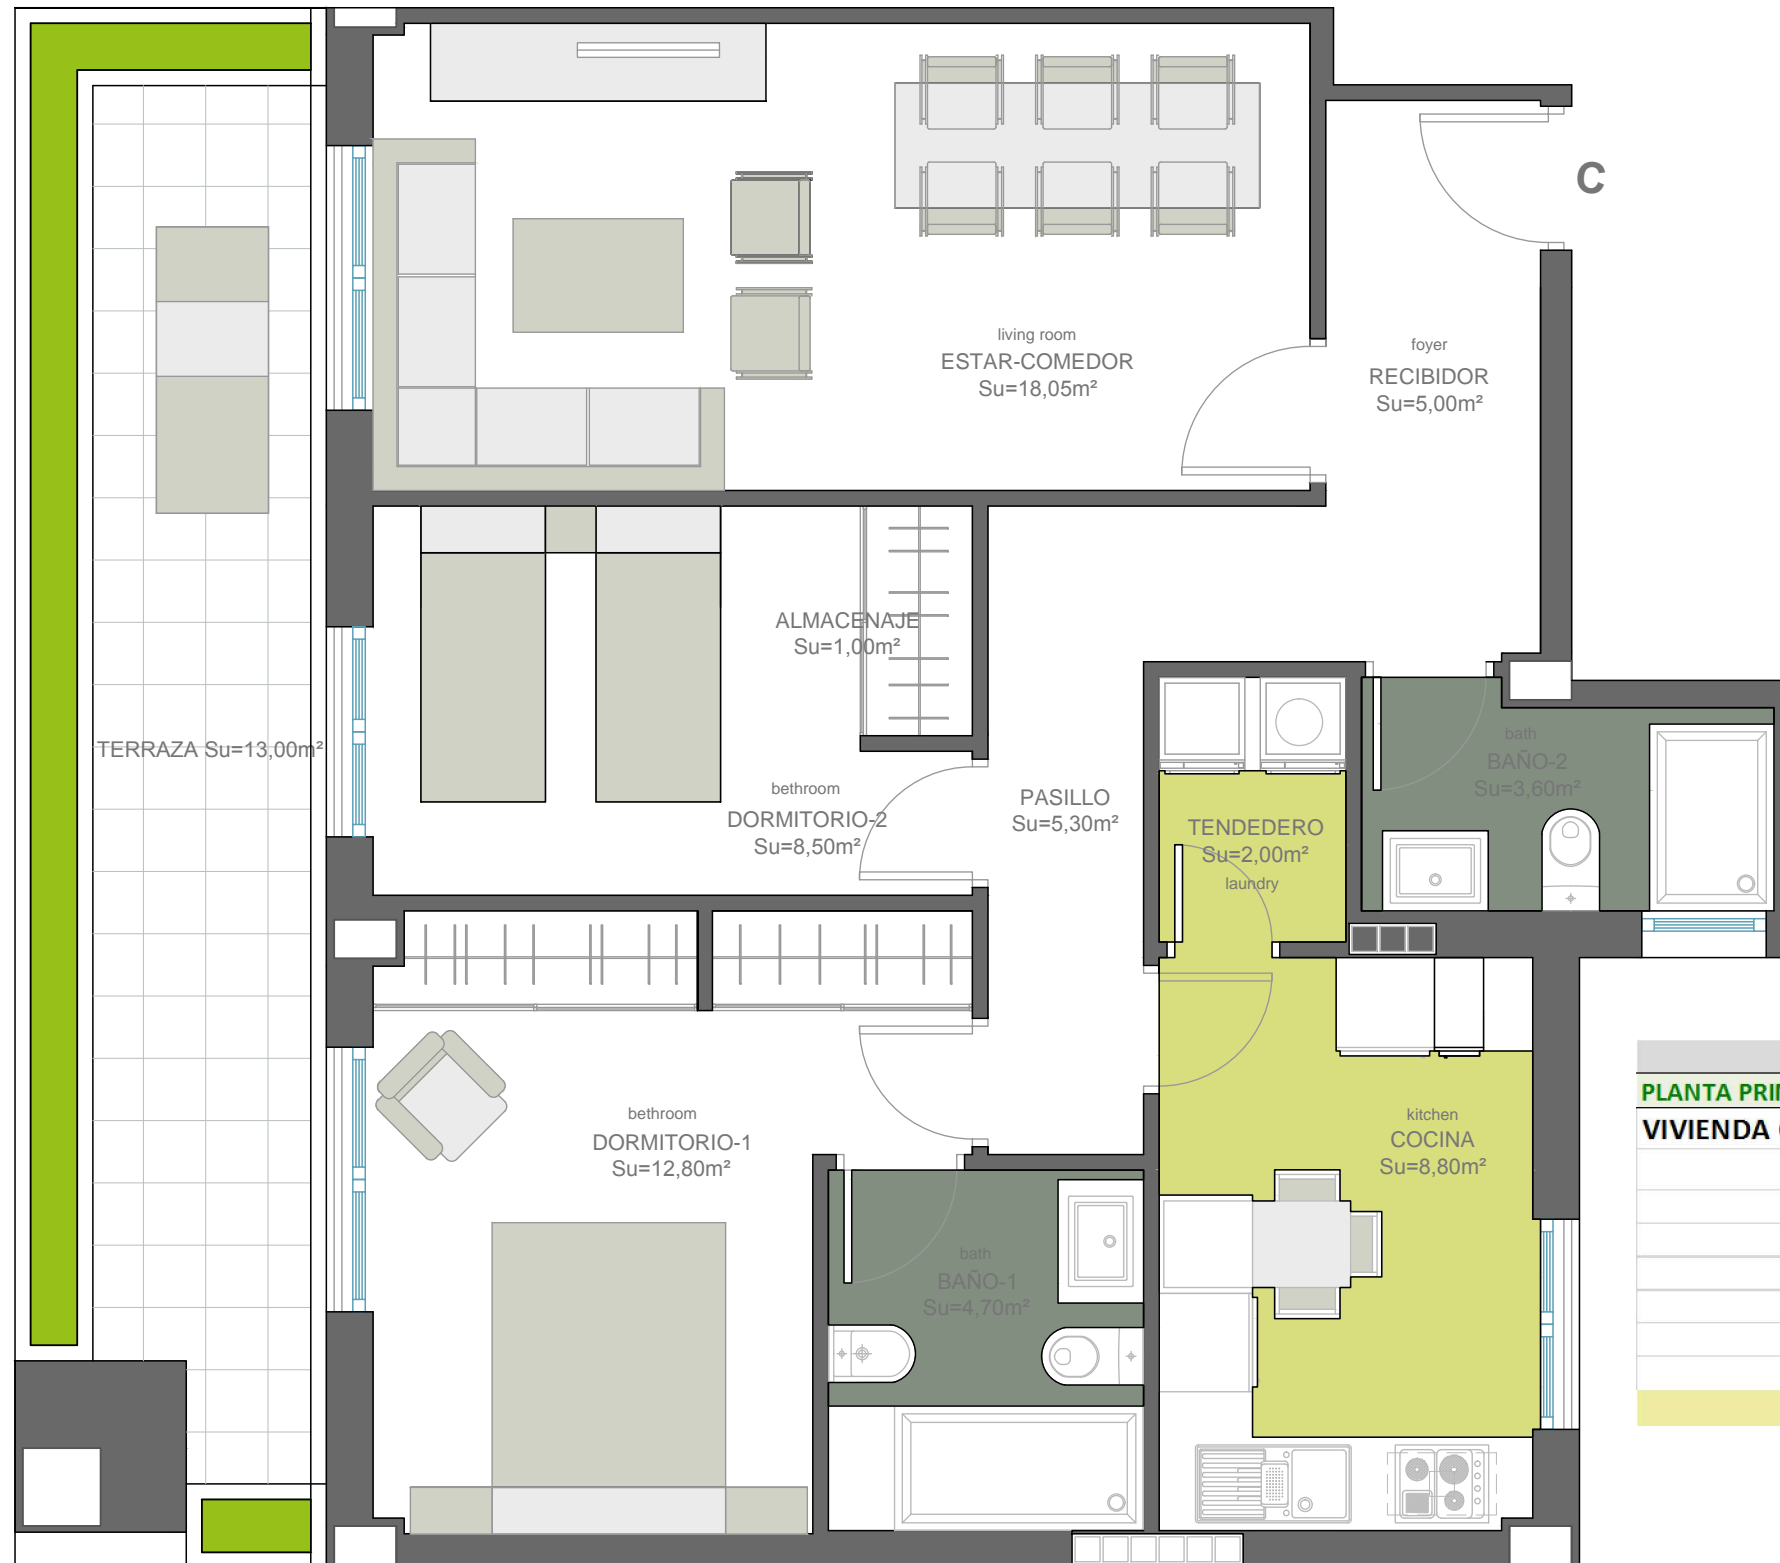 C
living room
ESTAR-COMEDOR
Su=18,05m²
foyer
RECIBIDOR
Su=5,00m²
ALMACENAJE
Su=1,00m²
TERRAZA Su=13,00m²
bethroom
DORMITORIO-2
Su=8,50m²
PASILLO
Su=5,30m²
TENDEDERO
Su=2,00m²
laundry
bath
BAÑO-2
Su=3,60m²
bethroom
DORMITORIO-1
Su=12,80m²
bath
BAÑO-1
Su=4,70m²
kitchen
COCINA
Su=8,80m²
PLANTA
VIVIENDA